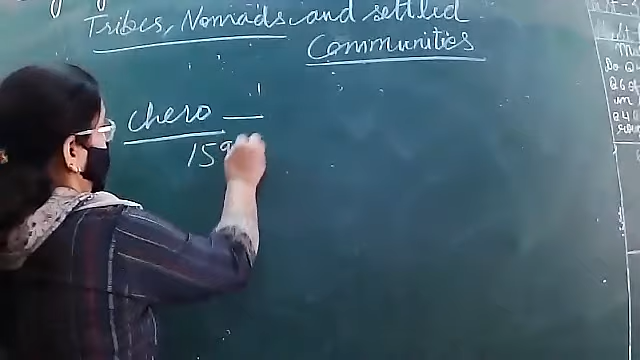 Tribes, Nomads and settled
Communities
chero —
159